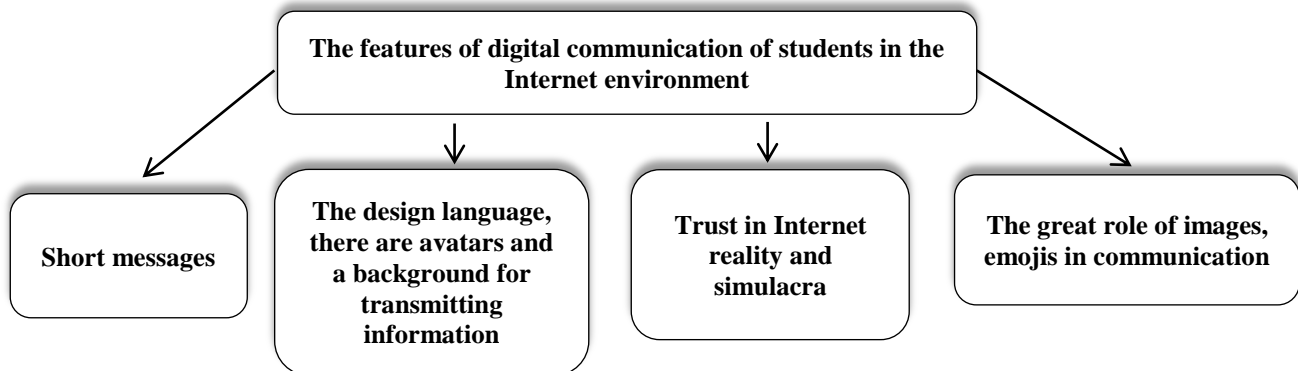 The features of digital communication of students in the
Internet environment
Short messages
The design language,
there are avatars and
a background for
transmitting
information
Trust in Internet
reality and
simulacra
The great role of images,
emojis in communication